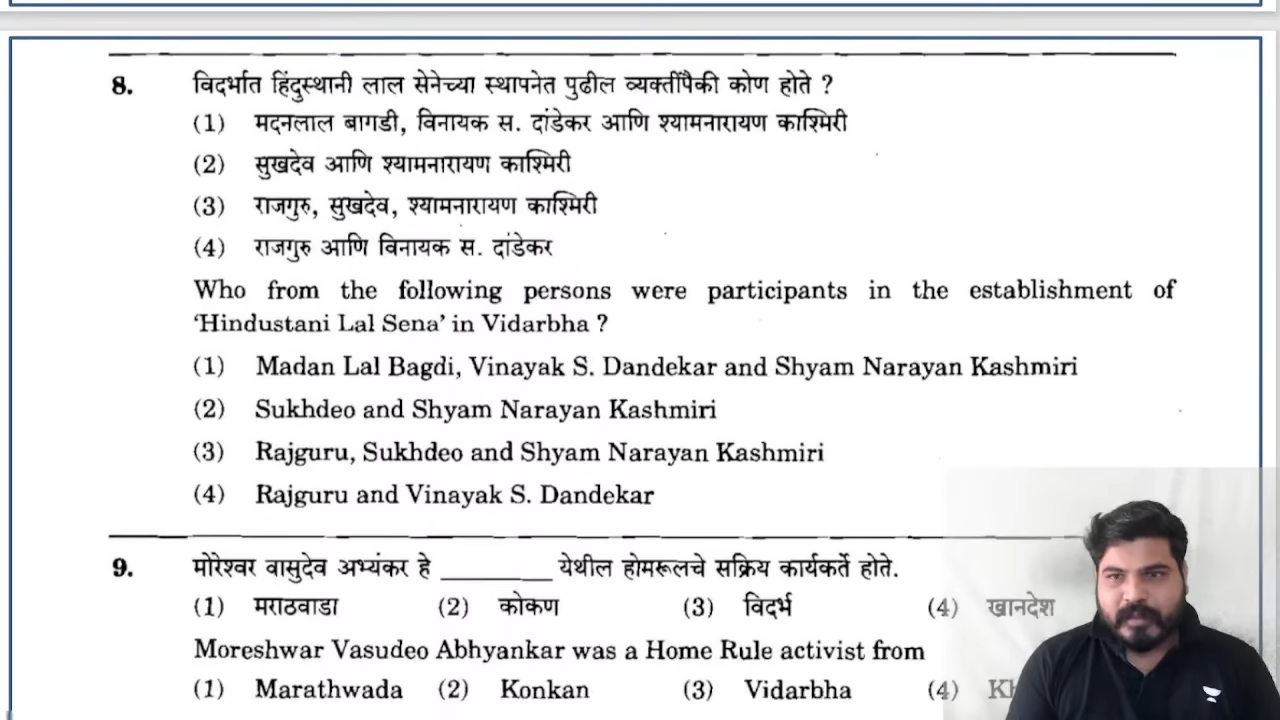 8. विदर्भात हिंदुस्थानी लाल सेनेच्या स्थापनेत पुढील व्यक्तींपैकी कोण होते ?
(1) मदनलाल बागडी, विनायक स. दांडेकर आणि श्यामनारायण काश्मिरी
(2) सुखदेव आणि श्यामनारायण काश्मिरी
(3) राजगुरु, सुखदेव, श्यामनारायण काश्मिरी
(4) राजगुरु आणि विनायक स. दांडेकर
Who from the following persons were participants in the establishment of
'Hindustani Lal Sena' in Vidarbha ?
(1) Madan Lal Bagdi, Vinayak S. Dandekar and Shyam Narayan Kashmiri
(2) Sukhdeo and Shyam Narayan Kashmiri
(3) Rajguru, Sukhdeo and Shyam Narayan Kashmiri
(4) Rajguru and Vinayak S. Dandekar
9. मोरेश्वर वासुदेव अभ्यंकर हे ________ येथील होमरूलचे सक्रिय कार्यकर्ते होते.
(1) मराठवाडा (2) कोकण (3) विदर्भ (4) खानदेश
Moreshwar Vasudeo Abhyankar was a Home Rule activist from
(1) Marathwada (2) Konkan (3) Vidarbha (4)